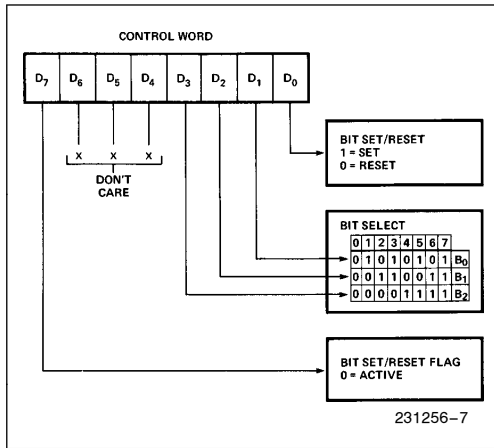 CONTROL WORD
D7 D6 D5 D4 D3 D2 D1 D0
X X X
DON'T
CARE
BIT SET/RESET
1 = SET
0 = RESET
BIT SELECT
0 1 2 3 4 5 6 7
0 1 0 1 0 1 0 1 B0
0 0 1 1 0 0 1 1 B1
0 0 0 0 1 1 1 1 B2
BIT SET/RESET FLAG
0 = ACTIVE
231256–7